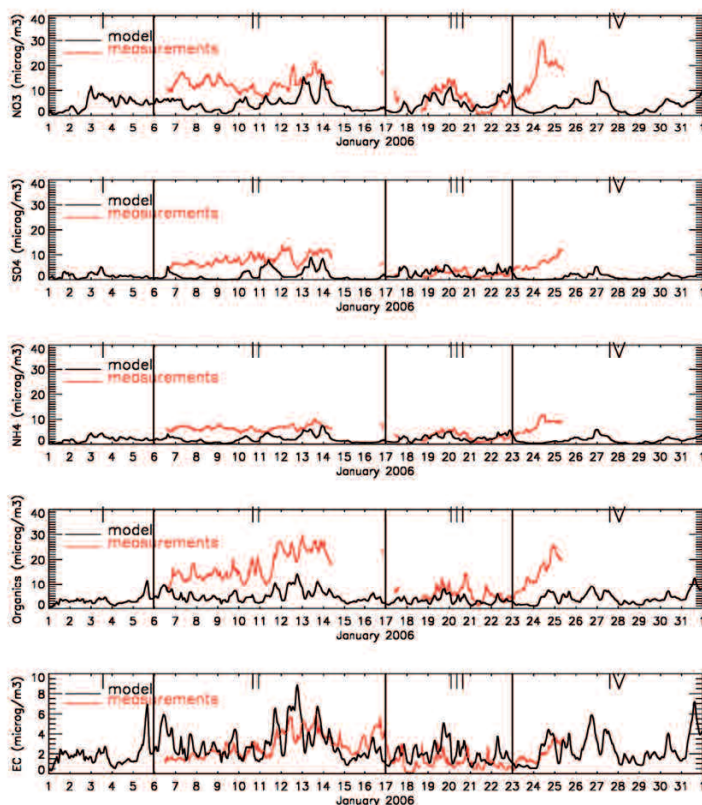 I II III IV
40
model
30
measurements
20
10
0
NO3 (microg/m3)
1 2 3 4 5 6 7 8 9 10 11 12 13 14 15 16 17 18 19 20 21 22 23 24 25 26 27 28 29 30 31 1
January 2006
I II III IV
40
model
30
measurements
20
10
0
SO4 (microg/m3)
1 2 3 4 5 6 7 8 9 10 11 12 13 14 15 16 17 18 19 20 21 22 23 24 25 26 27 28 29 30 31 1
January 2006
I II III IV
40
model
30
measurements
20
10
0
NH4 (microg/m3)
1 2 3 4 5 6 7 8 9 10 11 12 13 14 15 16 17 18 19 20 21 22 23 24 25 26 27 28 29 30 31 1
January 2006
I II III IV
40
model
30
measurements
20
10
0
Organics (microg/m3)
1 2 3 4 5 6 7 8 9 10 11 12 13 14 15 16 17 18 19 20 21 22 23 24 25 26 27 28 29 30 31 1
January 2006
I II III IV
10
model
8
measurements
6
4
2
0
EC (microg/m3)
1 2 3 4 5 6 7 8 9 10 11 12 13 14 15 16 17 18 19 20 21 22 23 24 25 26 27 28 29 30 31 1
January 2006